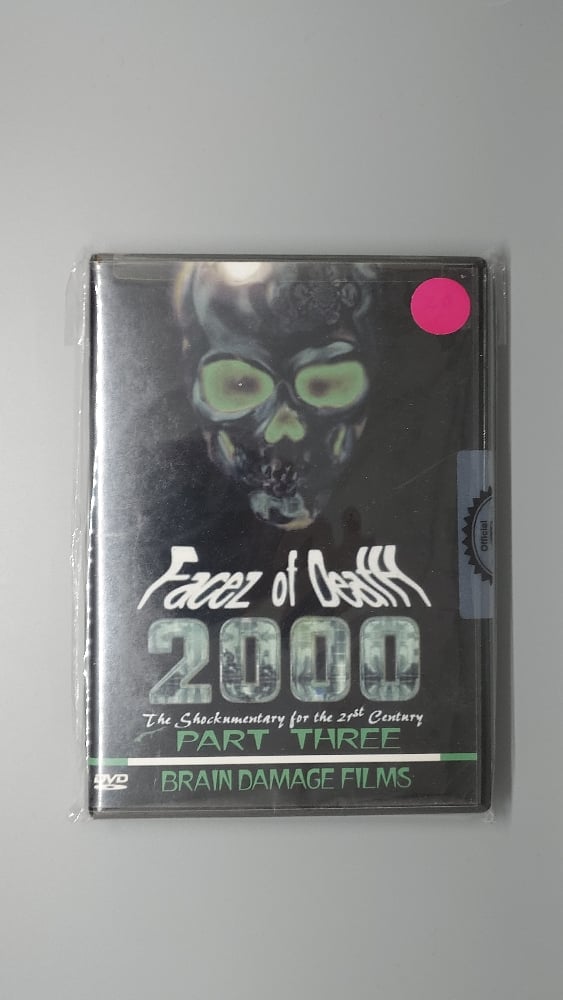 Facez of Death
2000
The Shockumentary for the 21st Century
PART THREE
DVD
BRAIN DAMAGE FILMS
Official